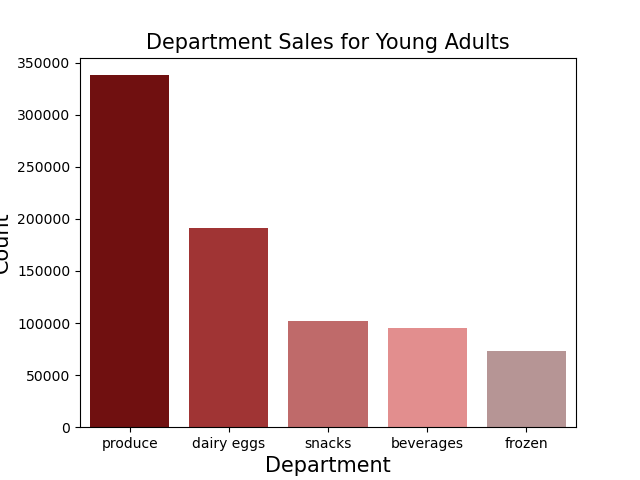 Department Sales for Young Adults
350000
300000
250000
200000
150000
100000
50000
0
Count
produce dairy eggs snacks beverages frozen
Department